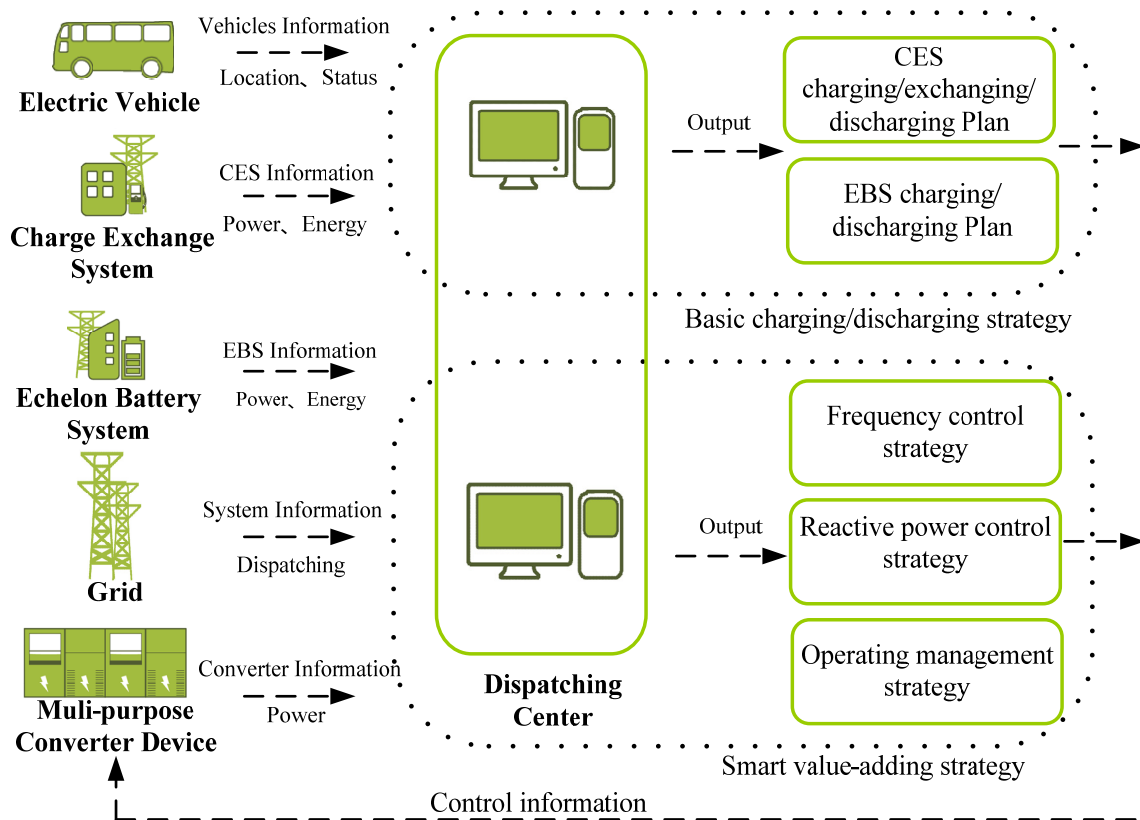 Vehicles Information
Location、Status
Electric Vehicle
CES Information
Power、Energy
Charge Exchange
System
EBS Information
Power、Energy
Echelon Battery
System
System Information
Dispatching
Grid
Converter Information
Power
Muli-purpose
Converter Device
Dispatching
Center
Output
CES
charging/exchanging/
discharging Plan
EBS charging/
discharging Plan
Basic charging/discharging strategy
Output
Frequency control
strategy
Reactive power control
strategy
Operating management
strategy
Smart value-adding strategy
Control information